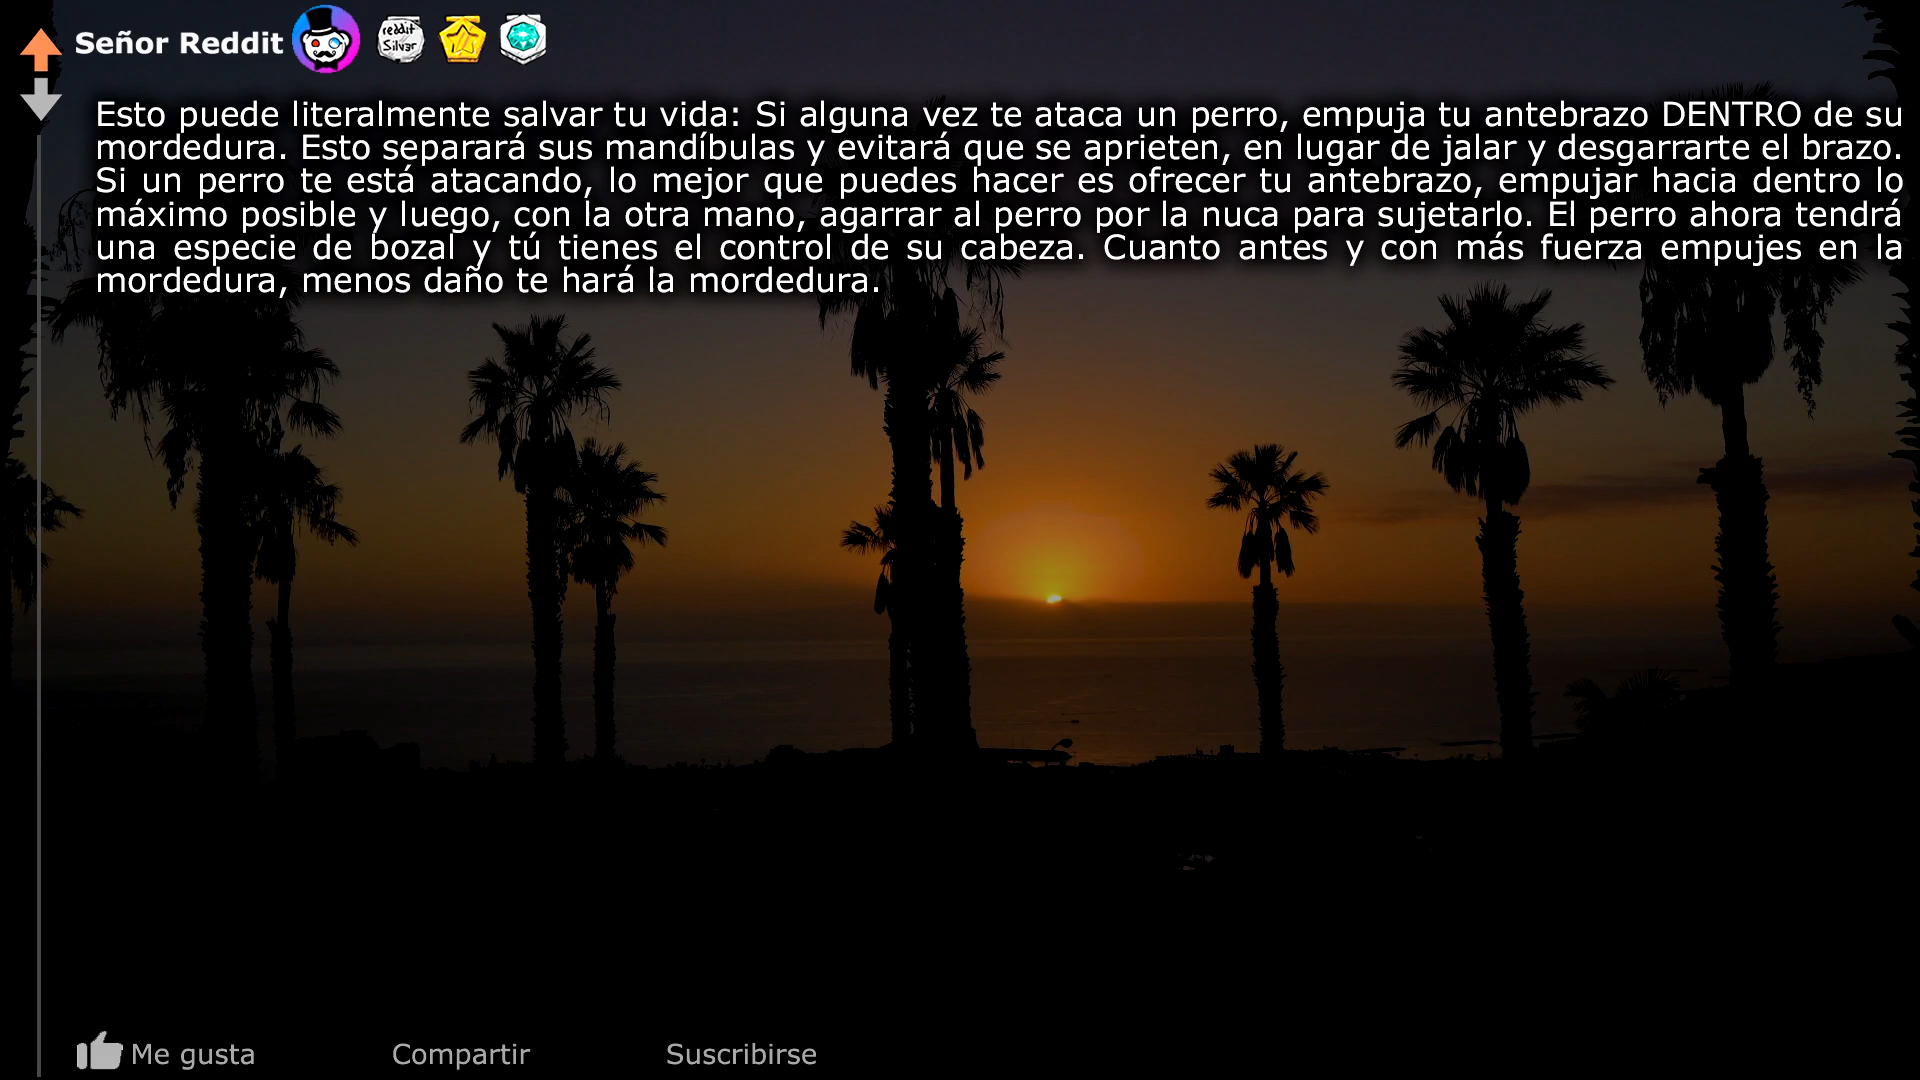 Señor Reddit
reddit
Silver
Esto puede literalmente salvar tu vida: Si alguna vez te ataca un perro, empuja tu antebrazo DENTRO de su
mordedura. Esto separará sus mandíbulas y evitará que se aprieten, en lugar de jalar y desgarrarte el brazo.
Si un perro te está atacando, lo mejor que puedes hacer es ofrecer tu antebrazo, empujar hacia dentro lo
máximo posible y luego, con la otra mano, agarrar al perro por la nuca para sujetarlo. El perro ahora tendrá
una especie de bozal y tú tienes el control de su cabeza. Cuanto antes y con más fuerza empujes en la
mordedura, menos daño te hará la mordedura.
Me gusta Compartir Suscribirse